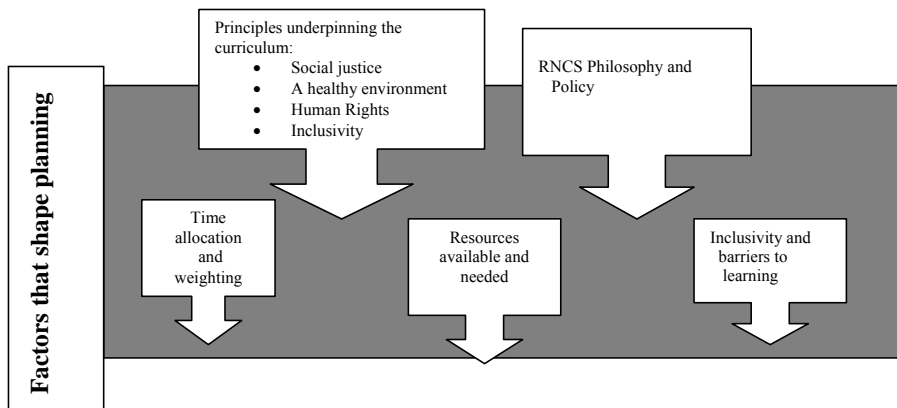 Factors that shape planning
Principles underpinning the
curriculum:
• Social justice
• A healthy environment
• Human Rights
• Inclusivity
RNCS Philosophy and
Policy
Time
allocation
and
weighting
Resources
available and
needed
Inclusivity and
barriers to
learning